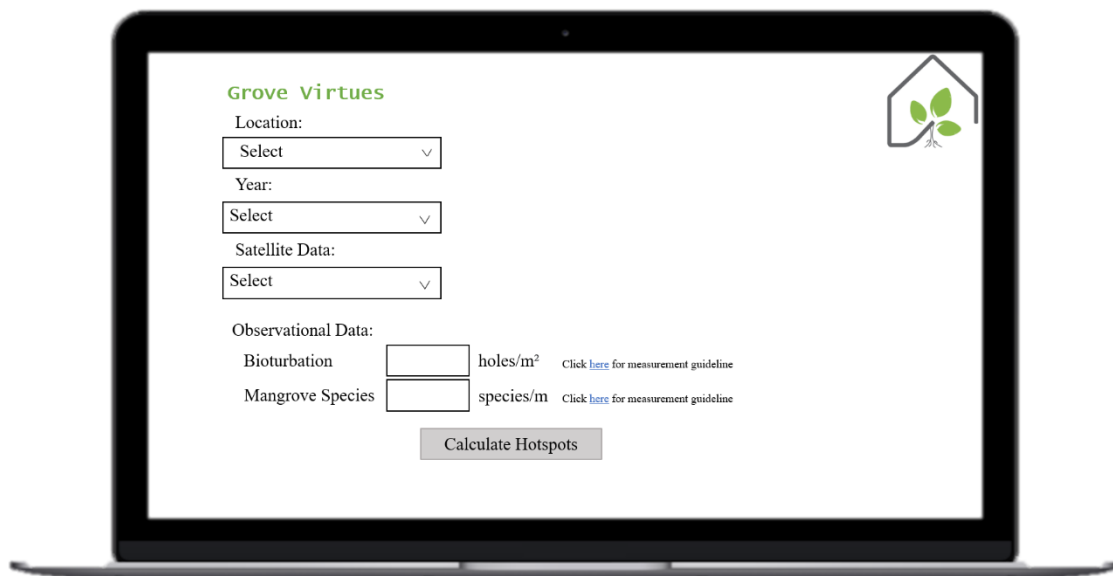 Grove Virtues
Location:
Select
Year:
Select
Satellite Data:
Select
Observational Data:
Bioturbation holes/m² Click here for measurement guideline
Mangrove Species species/m Click here for measurement guideline
Calculate Hotspots